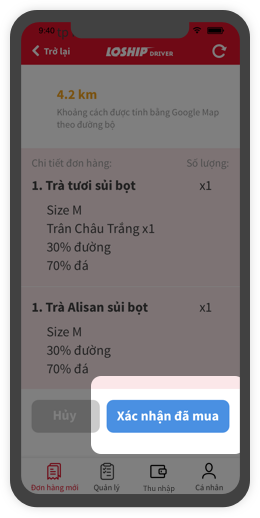 9:40
Trở lại
LOSHIP DRIVER
4.2 km
Khoảng cách được tính bằng Google Map
theo đường bộ
Chi tiết đơn hàng: Số lượng:
1. Trà tươi sủi bọt x1
Size M
Trân Châu Trắng x1
30% đường
70% đá
1. Trà Alisan sủi bọt x1
Size M
30% đường
70% đá
Hủy Xác nhận đã mua
Đơn hàng mới Quản lý Thu nhập Cá nhân